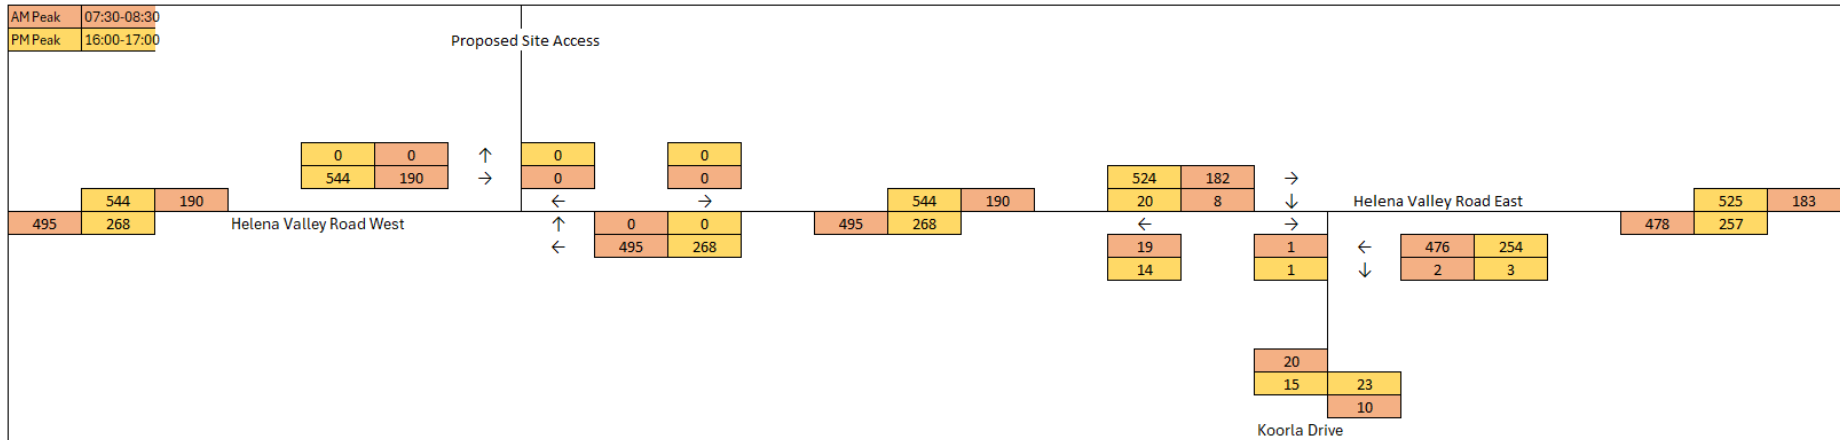 AM Peak 07:30-08:30
PM Peak 16:00-17:00
Proposed Site Access
0 0 ↑ 0 0
544 190 → 0 0
524 182 →
544 190 ← → 544 190 20 8 ↓ Helena Valley Road East 525 183
495 268 Helena Valley Road West ↑ 0 0 495 268 ← → 478 257
← 495 268 19 1 ← 476 254
14 1 ↓ 2 3
20
15 23
10
Koorla Drive